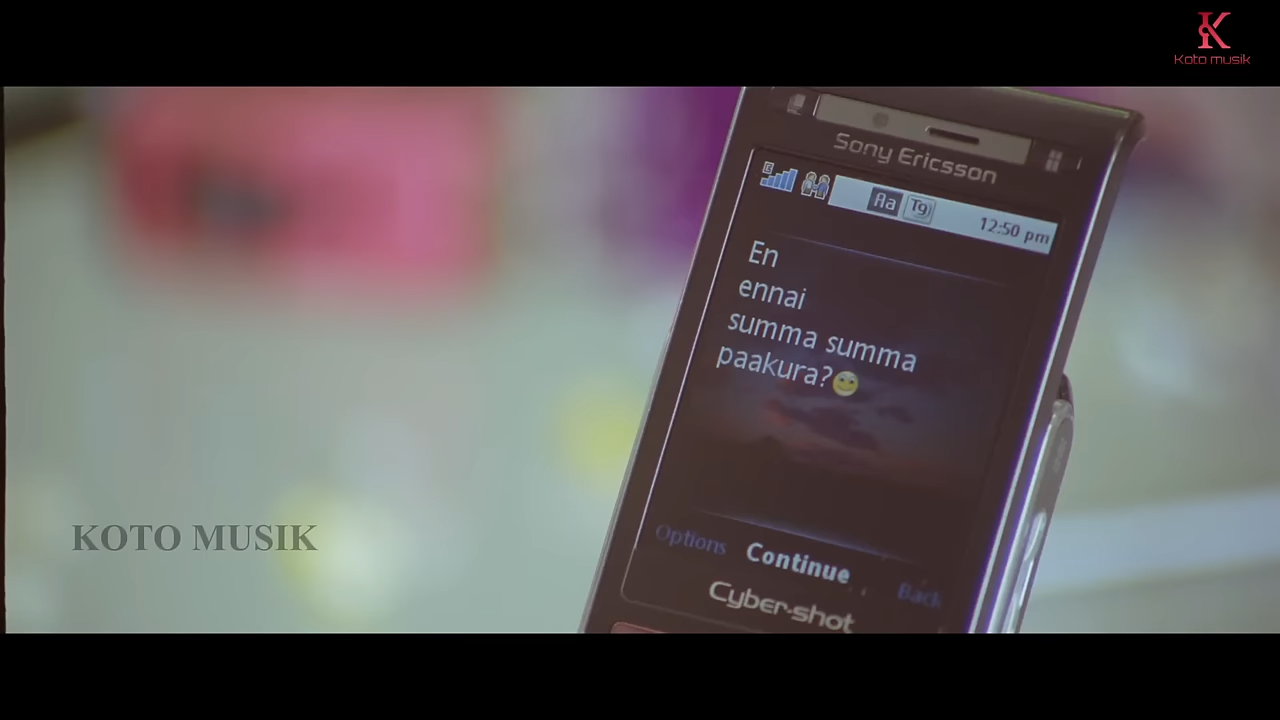 K
Koto musik
Sony Ericsson
Aa Tg 12:50 pm
En
ennai
summa summa
paakura?
Options Continue Back
Cyber-shot
KOTO MUSIK